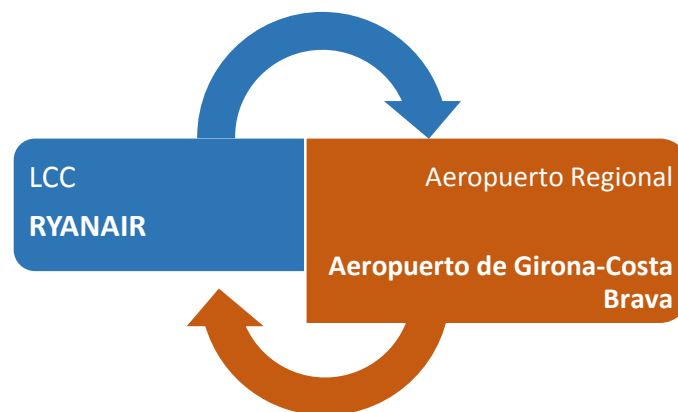 LCC
RYANAIR
Aeropuerto Regional
Aeropuerto de Girona-Costa
Brava